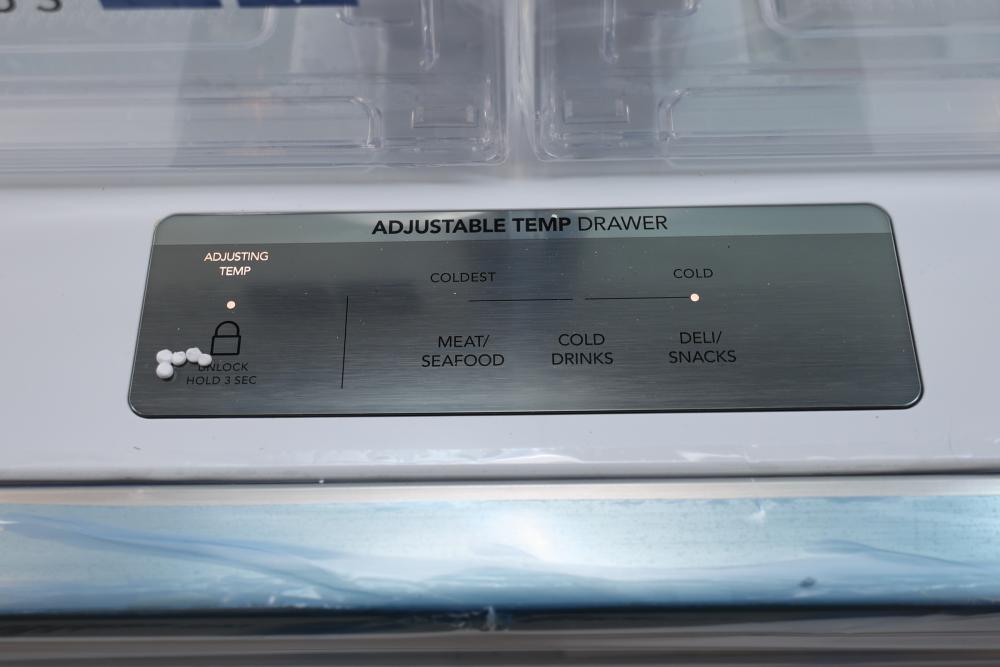 ADJUSTABLE TEMP DRAWER
ADJUSTING
TEMP
COLDEST
COLD
MEAT/
SEAFOOD
COLD
DRINKS
DELI/
SNACKS
UNLOCK
HOLD 3 SEC